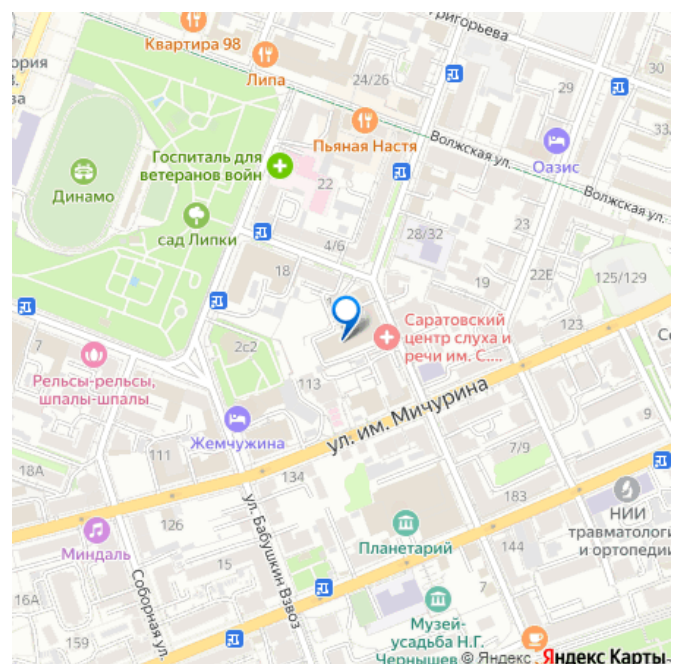 ригорьева
Квартира 98
ория
з.
ва
Липа
24/26
30
29
33/
Пьяная Настя
Волжская ул.
Оазис
Волжская ул.
Госпиталь для
ветеранов войн
22
Динамо
сад Липки
28/32
4/6
18
19
22Е
125/129
Саратовский
центр слуха и
речи им. С....
123
7
2с2
Рельсы-рельсы,
шпалы-шпалы
113
ул. им. Мичурина
9
Жемчужина
7/9
18А
111
134
183
НИИ
травматологи
и ортопедии
126
Миндаль
ул. Бабушкин Взвоз
Планетарий
144
15
Соборная ул.
7
16А
159
Музей-
усадьба Н.Г.
Чернышев
© Яндекс
Яндекс Карты